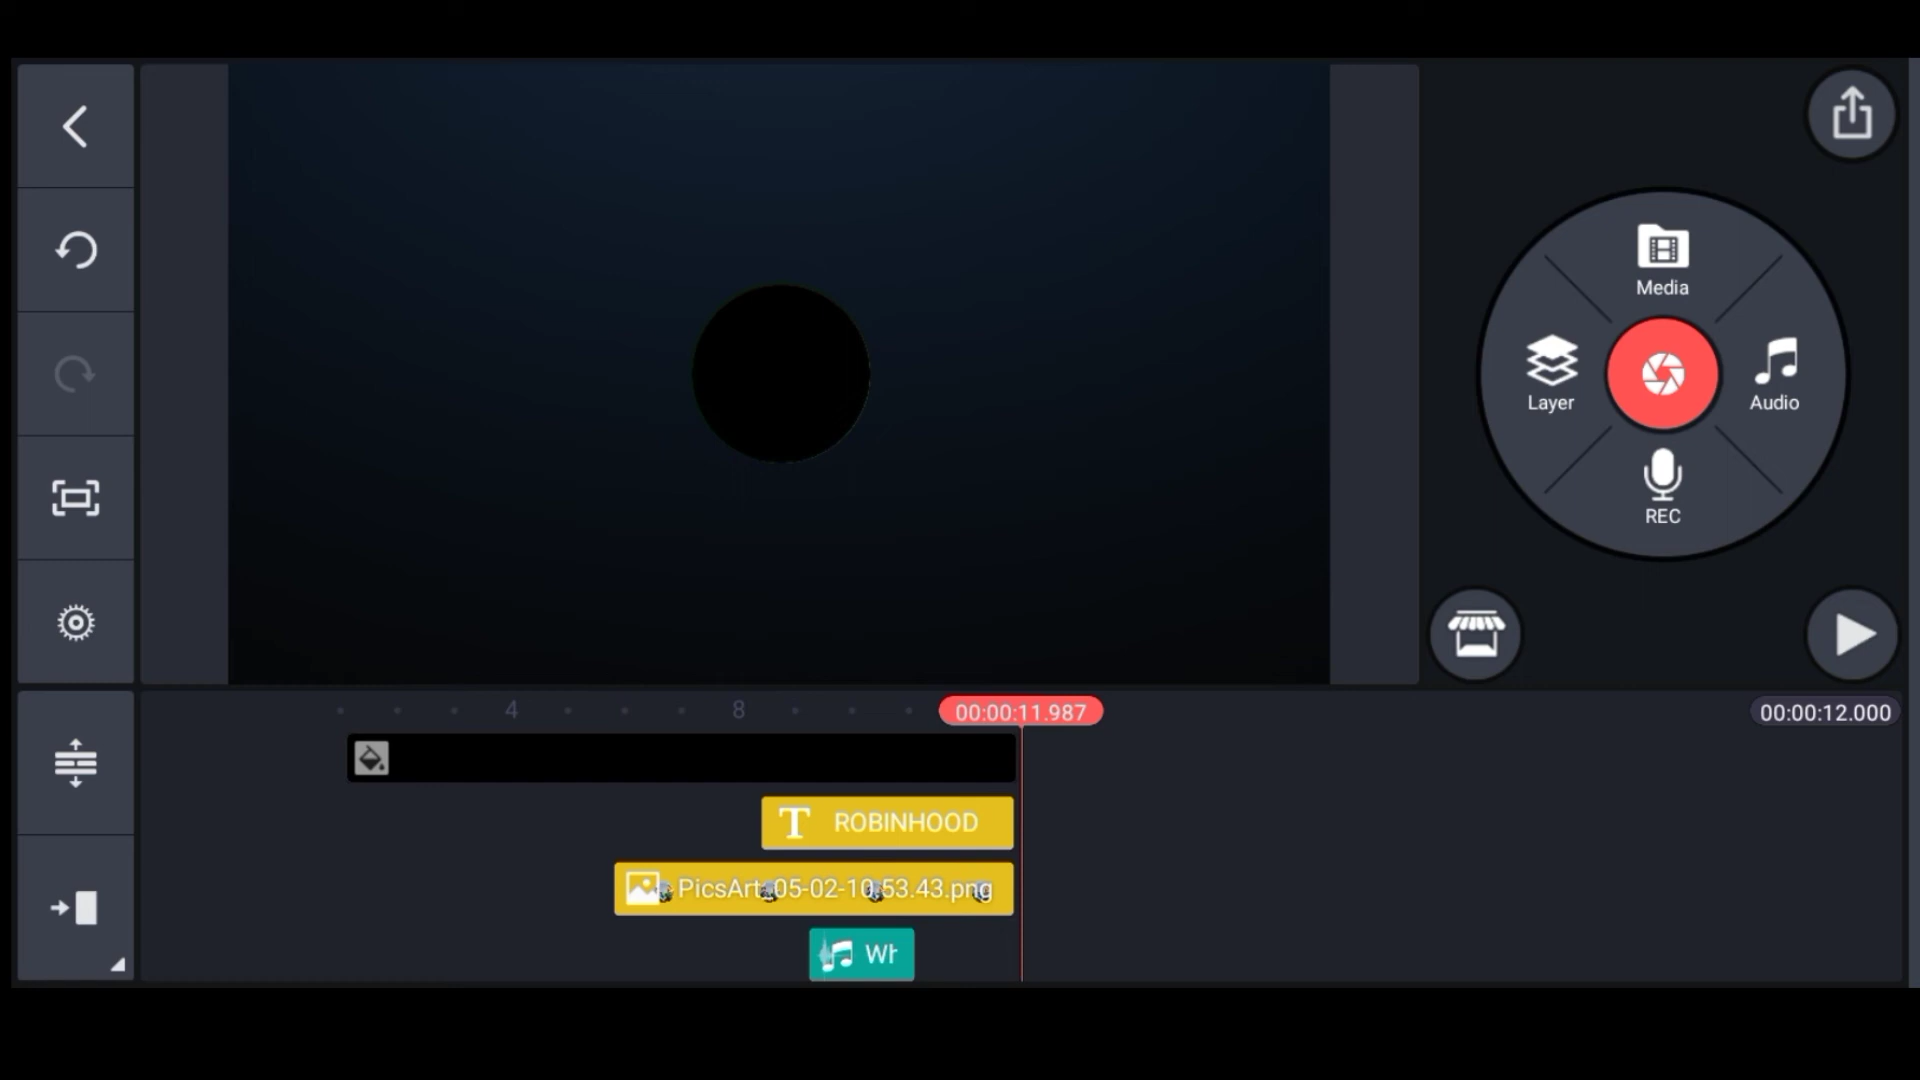 Media
Layer
Audio
REC
4
8
00:00:11.987
00:00:12.000
ROBINHOOD
PicsArt_05-02-10.53.43.png
Wh